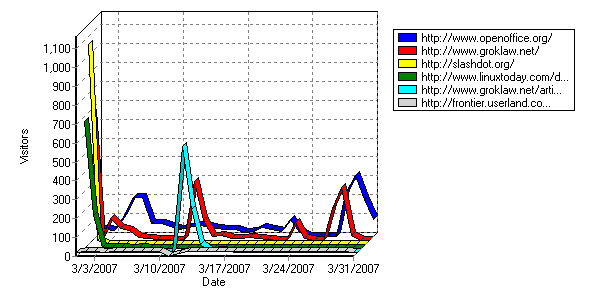 1,100
1,000
900
800
700
600
500
400
300
200
100
0
Visitors
3/3/2007 3/10/2007 3/17/2007 3/24/2007 3/31/2007
Date
http://www.openoffice.org/
http://www.groklaw.net/
http://slashdot.org/
http://www.linuxtoday.com/d...
http://www.groklaw.net/arti...
http://frontier.userland.co...